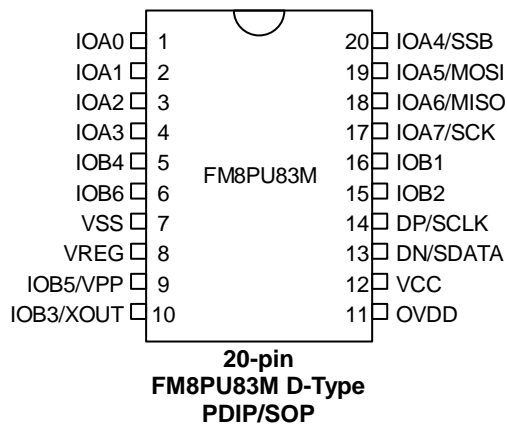 IOA0 1 20 IOA4/SSB
IOA1 2 19 IOA5/MOSI
IOA2 3 18 IOA6/MISO
IOA3 4 17 IOA7/SCK
IOB4 5 16 IOB1
FM8PU83M
IOB6 6 15 IOB2
VSS 7 14 DP/SCLK
VREG 8 13 DN/SDATA
IOB5/VPP 9 12 VCC
IOB3/XOUT 10 11 OVDD
20-pin
FM8PU83M D-Type
PDIP/SOP